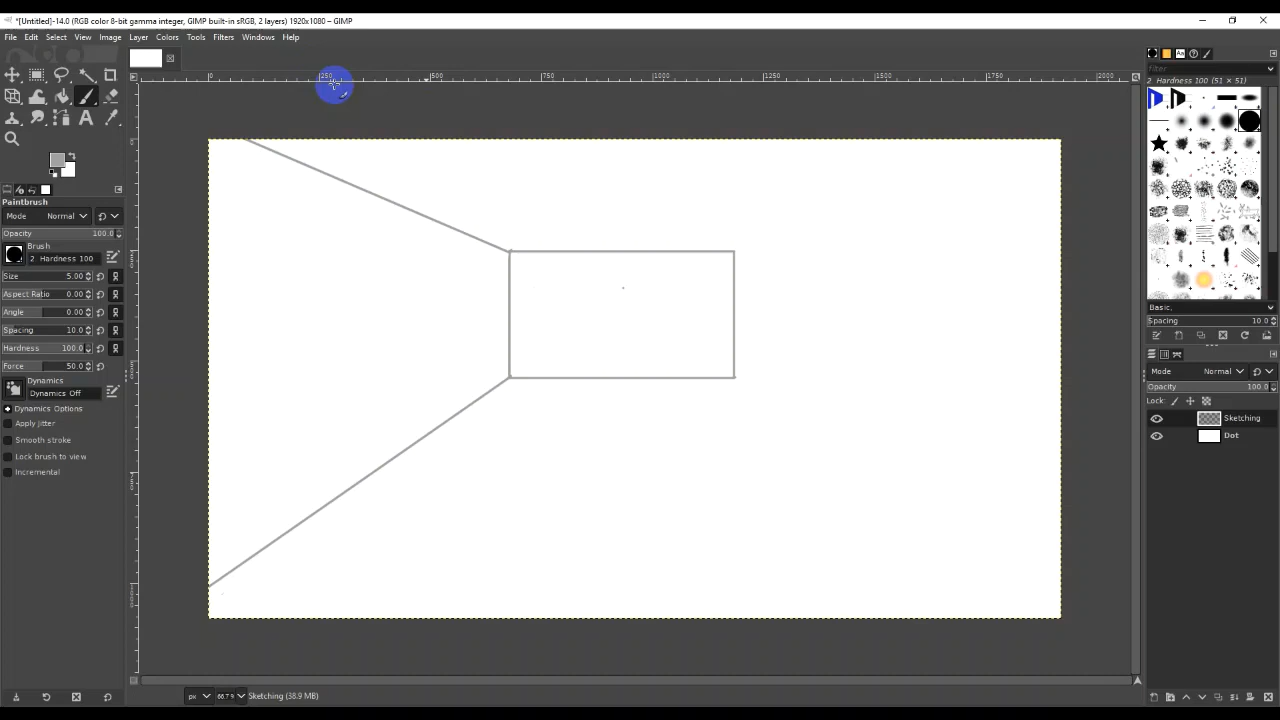 *[Untitled]-14.0 (RGB color 8-bit gamma integer, GIMP built-in sRGB, 2 layers) 1920x1080 – GIMP
File Edit Select View Image Layer Colors Tools Filters Windows Help
0 250 500 750 1000 1250 1500 1750 2000
filter
2. Hardness 100 (51 × 51)
Paintbrush
Mode Normal
Opacity 100.0
Brush
2. Hardness 100
Size 5.00
Aspect Ratio 0.00
Angle 0.00
Spacing 10.0
Hardness 100.0
Force 50.0
Dynamics
Dynamics Off
Dynamics Options
Apply Jitter
Smooth stroke
Lock brush to view
Incremental
Basic,
Spacing 10.0
Mode Normal
Opacity 100.0
Lock:
Sketching
Dot
px 66.7 Sketching (38.9 MB)